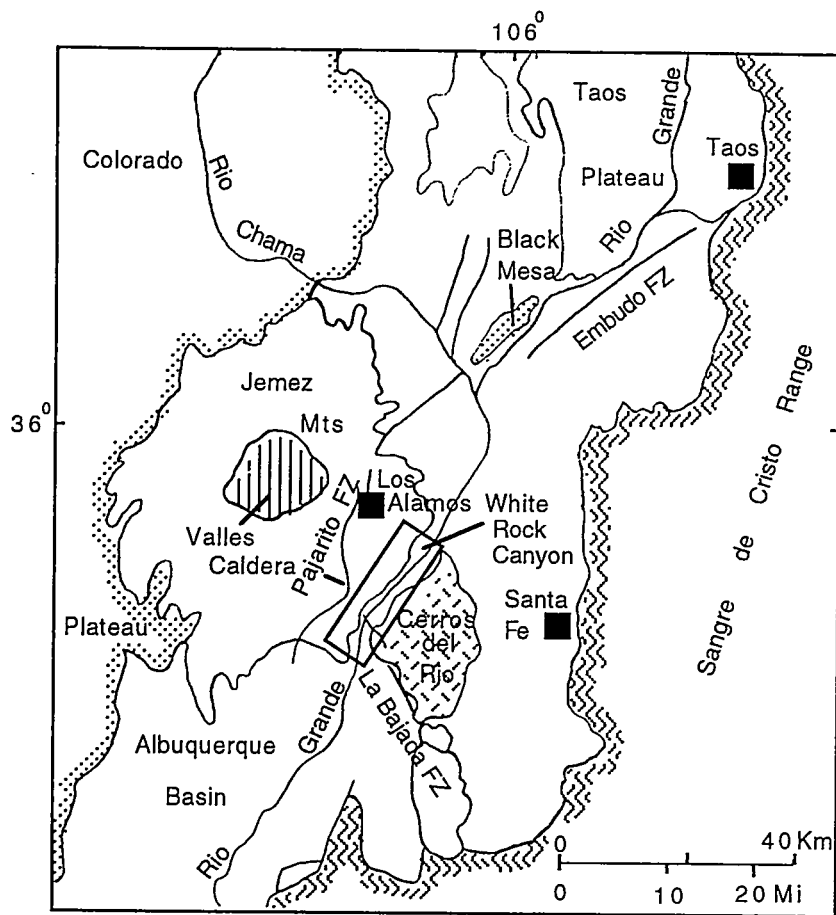 106°
Taos
Plateau
Rio
Grande
Taos
Colorado
Rio
Chama
Black
Mesa
Embudo FZ
36°
Jemez
Mts
Valles
Caldera
Pajarito FZ
Los
Alamos
White
Rock
Canyon
Sangre de Cristo Range
Santa
Fe
Cerros
del
Rio
Plateau
La Bajada FZ
Albuquerque
Basin
Rio
Grande
0 40 Km
0 10 20 Mi